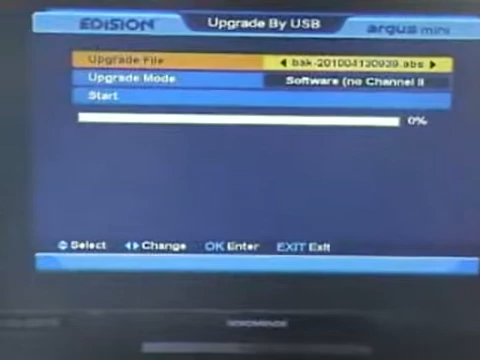 EDISION Upgrade By USB argus mini
Upgrade File bak-201004130939.abs
Upgrade Mode Software (no Channel li
Start
0%
Select Change OK Enter EXIT Exit